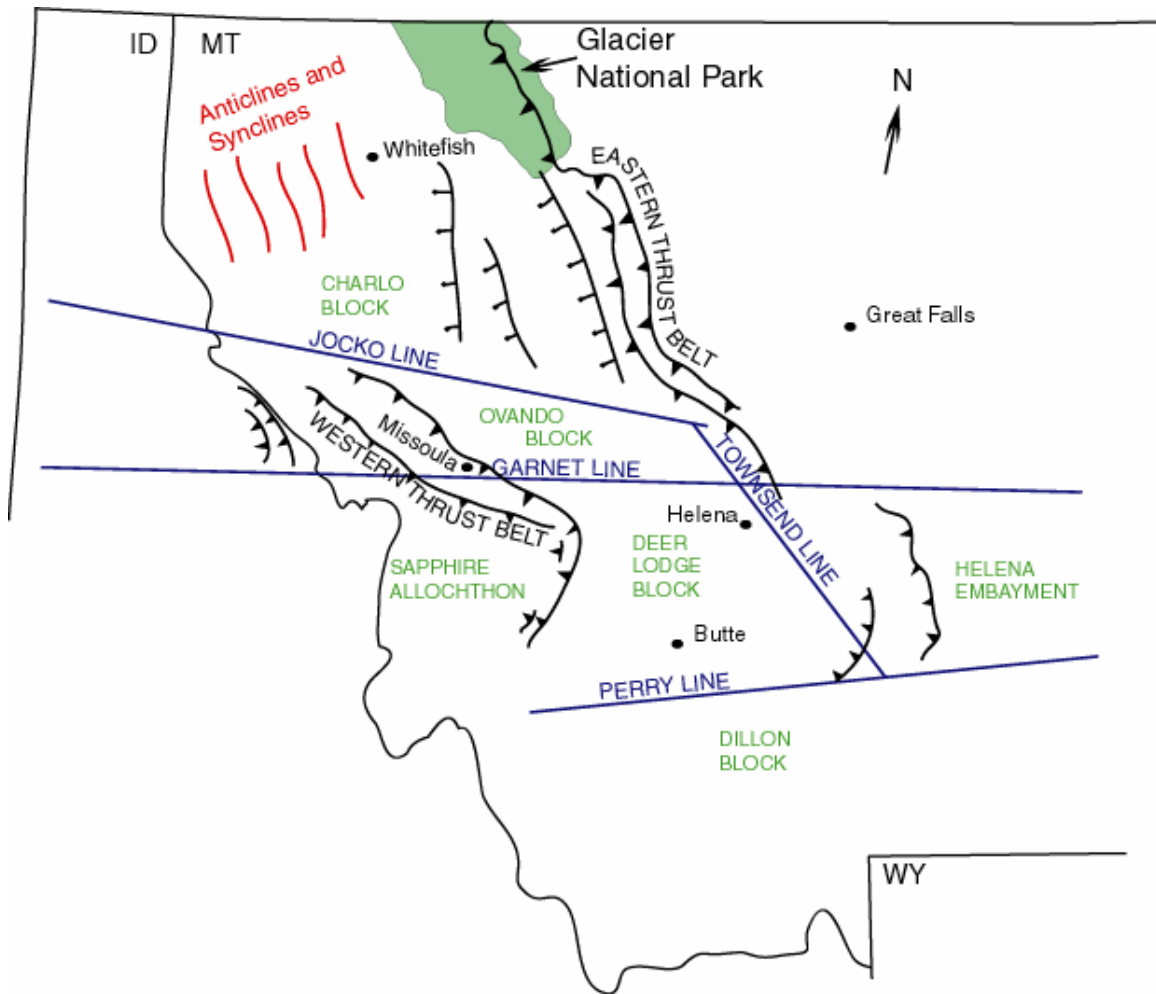 ID
MT
Glacier
National Park
N
Anticlines and
Synclines
Whitefish
EASTERN THRUST BELT
CHARLO
BLOCK
Great Falls
JOCKO LINE
OVANDO
BLOCK
Missoula
WESTERN THRUST BELT
GARNET LINE
TOWNSEND LINE
Helena
DEER
LODGE
BLOCK
SAPPHIRE
ALLOCHTHON
HELENA
EMBAYMENT
Butte
PERRY LINE
DILLON
BLOCK
WY